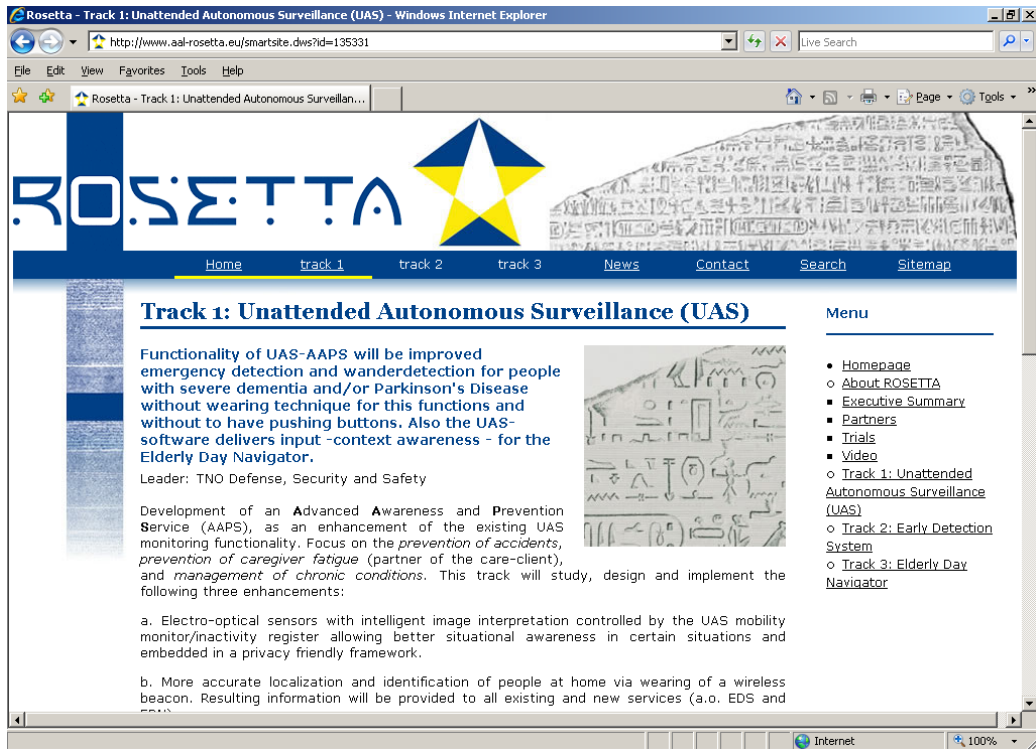 Rosetta - Track 1: Unattended Autonomous Surveillance (UAS) - Windows Internet Explorer
http://www.aal-rosetta.eu/smartsite.dws?id=135331
Live Search
File Edit View Favorites Tools Help
Rosetta - Track 1: Unattended Autonomous Surveillan...
Page Tools »
ROSETTA
Home track 1 track 2 track 3 News Contact Search Sitemap
Track 1: Unattended Autonomous Surveillance (UAS)
Functionality of UAS-AAPS will be improved
emergency detection and wanderdetection for people
with severe dementia and/or Parkinson's Disease
without wearing technique for this functions and
without to have pushing buttons. Also the UAS-
software delivers input -context awareness - for the
Elderly Day Navigator.
Leader: TNO Defense, Security and Safety
Development of an Advanced Awareness and Prevention
Service (AAPS), as an enhancement of the existing UAS
monitoring functionality. Focus on the prevention of accidents,
prevention of caregiver fatigue (partner of the care-client),
and management of chronic conditions. This track will study, design and implement the
following three enhancements:
a. Electro-optical sensors with intelligent image interpretation controlled by the UAS mobility
monitor/inactivity register allowing better situational awareness in certain situations and
embedded in a privacy friendly framework.
b. More accurate localization and identification of people at home via wearing of a wireless
beacon. Resulting information will be provided to all existing and new services (a.o. EDS and
Menu
Homepage
About ROSETTA
Executive Summary
Partners
Trials
Video
Track 1: Unattended
Autonomous Surveillance
(UAS)
Track 2: Early Detection
System
Track 3: Elderly Day
Navigator
Internet 100%